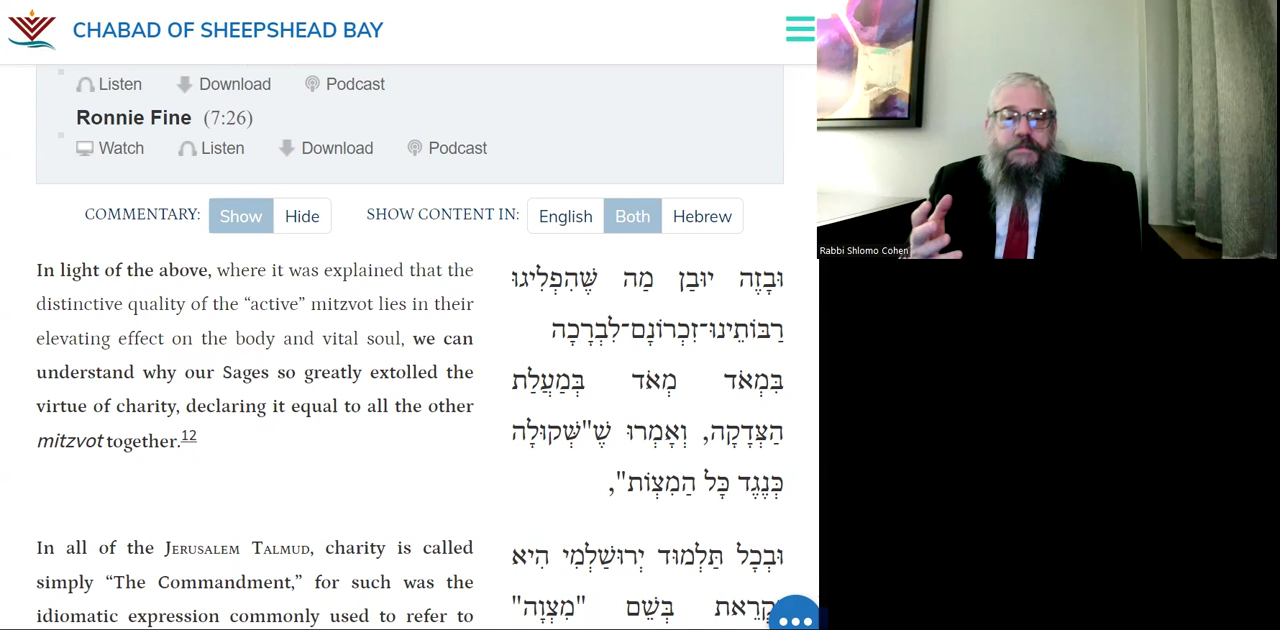 CHABAD OF SHEEPSHEAD BAY
Listen Download Podcast
Ronnie Fine (7:26)
Watch Listen Download Podcast
COMMENTARY: Show Hide SHOW CONTENT IN: English Both Hebrew
In light of the above, where it was explained that the
distinctive quality of the “active” mitzvot lies in their
elevating effect on the body and vital soul, we can
understand why our Sages so greatly extolled the
virtue of charity, declaring it equal to all the other
mitzvot together.12
In all of the Jerusalem Talmud, charity is called
simply “The Commandment,” for such was the
idiomatic expression commonly used to refer to
וּבָזֶה יוּבַן מַה שֶּׁהִפְלִיגוּ
רַבּוֹתֵינוּ־זִכְרוֹנָם־לִבְרָכָה
בִּמְאֹד מְאֹד בְּמַעֲלַת
הַצְּדָקָה, וְאָמְרוּ שֶׁ"שְּׁקוּלָה
כְּנֶגֶד כָּל הַמִצְוֹת",
וּבְכָל תַּלְמוּד יְרוּשַׁלְמִי הִיא
בְּשֵׁם "מִצְוָה"
Rabbi Shlomo Cohen